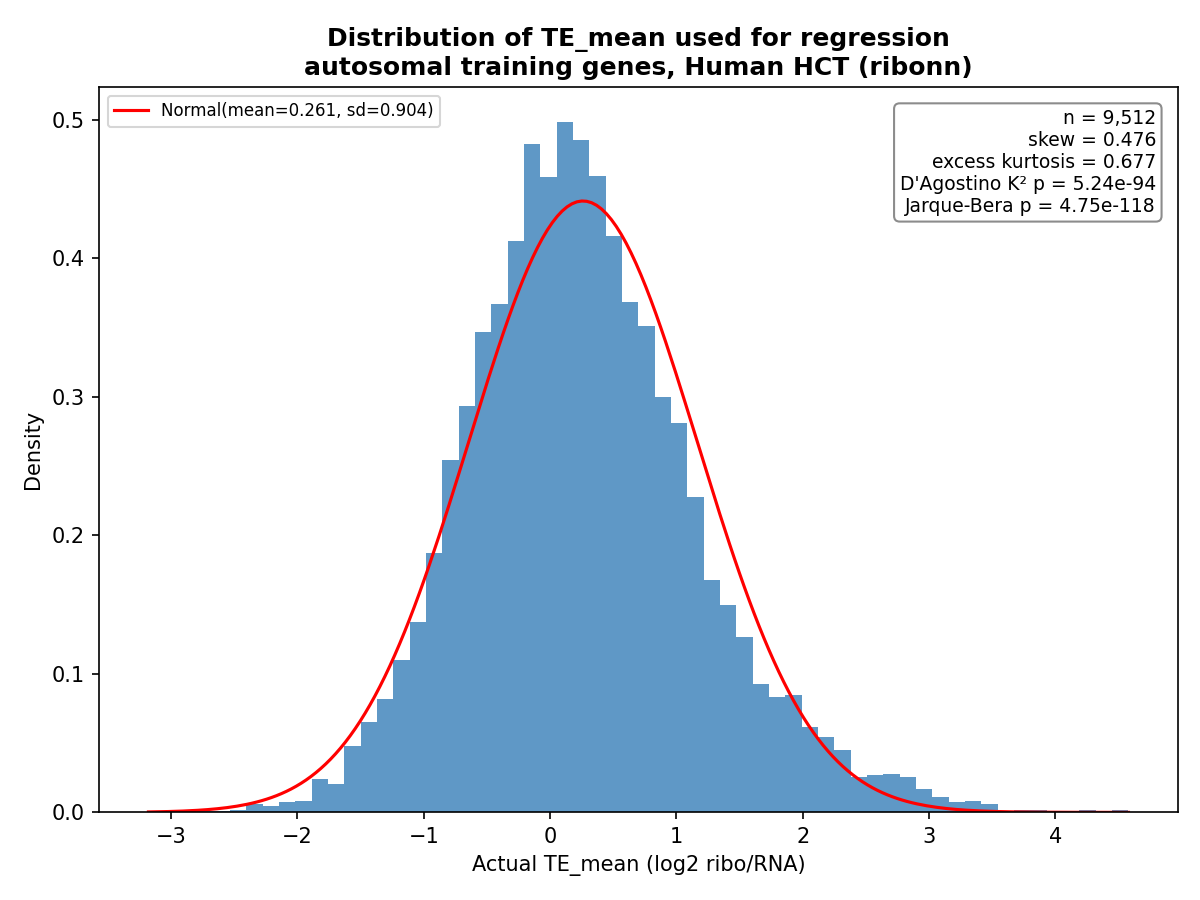 Distribution of TE_mean used for regression
autosomal training genes, Human HCT (ribonn)
Normal(mean=0.261, sd=0.904)
n = 9,512
skew = 0.476
excess kurtosis = 0.677
D'Agostino K² p = 5.24e-94
Jarque-Bera p = 4.75e-118
Density
0.5
0.4
0.3
0.2
0.1
0.0
−3 −2 −1 0 1 2 3 4
Actual TE_mean (log2 ribo/RNA)